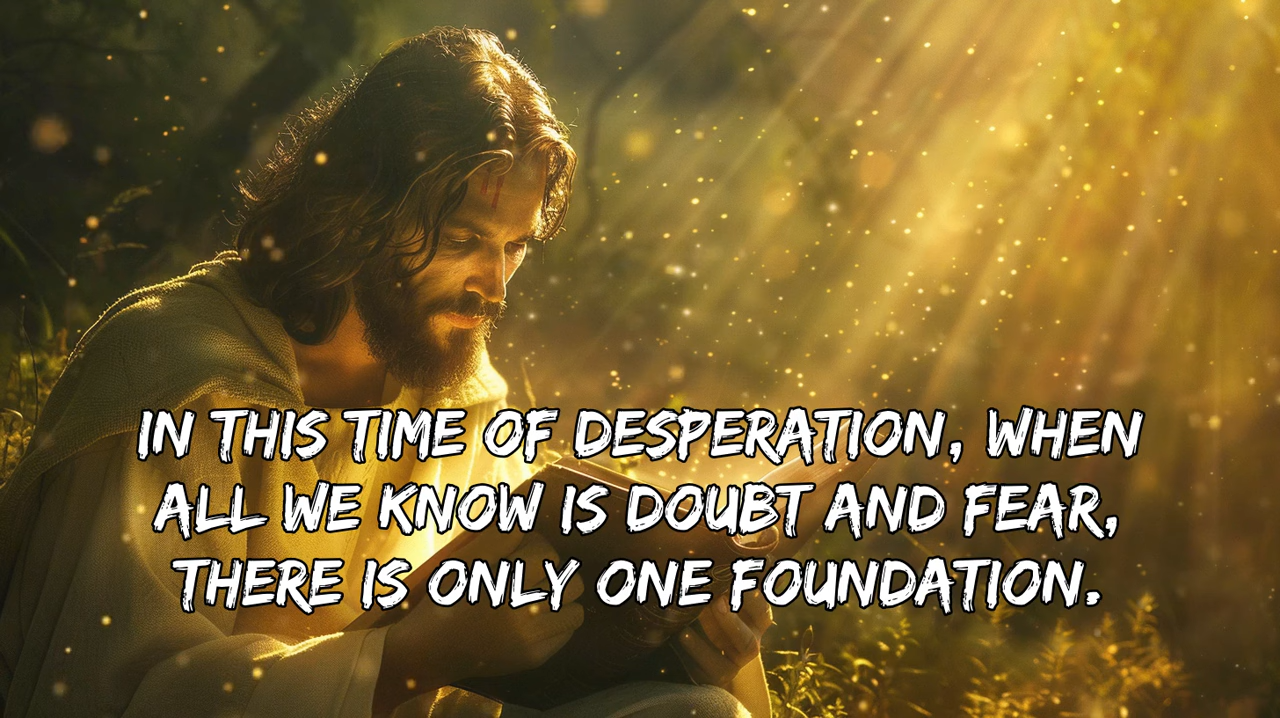 IN THIS TIME OF DESPERATION, WHEN
ALL WE KNOW IS DOUBT AND FEAR,
THERE IS ONLY ONE FOUNDATION.